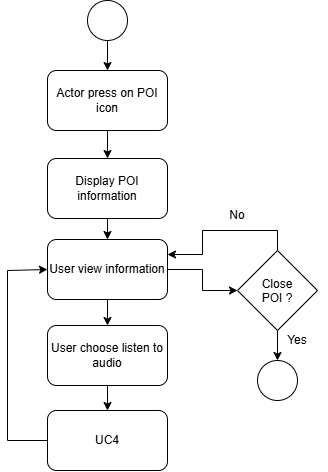 Actor press on POI
icon
Display POI
information
No
User view information
Close
POI ?
Yes
User choose listen to
audio
UC4